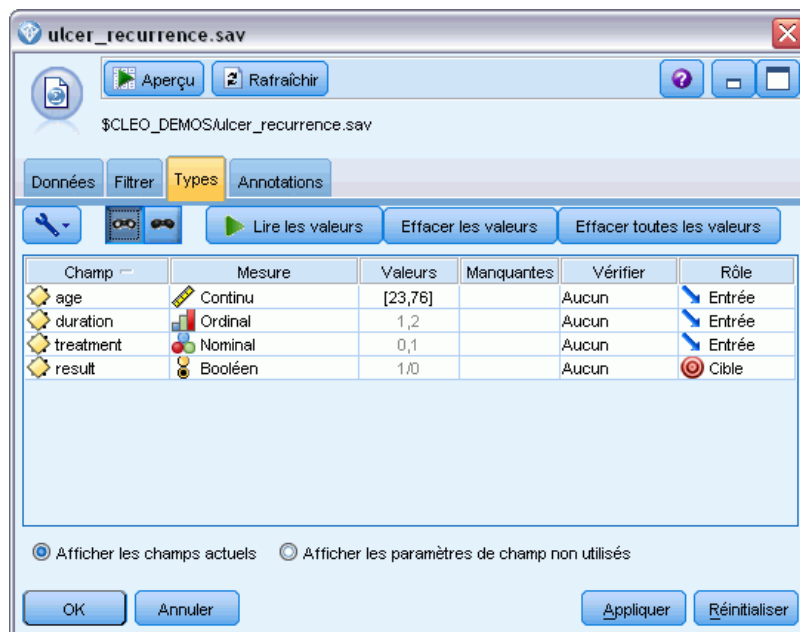 ulcer_recurrence.sav
Aperçu Rafraîchir
$CLEO_DEMOS/ulcer_recurrence.sav
Données Filtrer Types Annotations
Lire les valeurs Effacer les valeurs Effacer toutes les valeurs
Champ Mesure Valeurs Manquantes Vérifier Rôle
age Continu [23,76] Aucun Entrée
duration Ordinal 1,2 Aucun Entrée
treatment Nominal 0,1 Aucun Entrée
result Booléen 1/0 Aucun Cible
Afficher les champs actuels Afficher les paramètres de champ non utilisés
OK Annuler Appliquer Réinitialiser